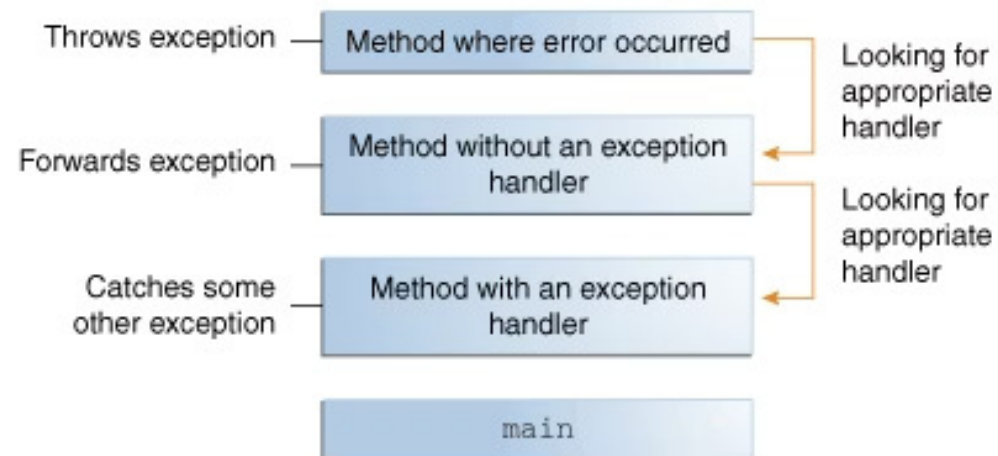 Throws exception
Method where error occurred
Looking for
appropriate
handler
Forwards exception
Method without an exception
handler
Looking for
appropriate
handler
Catches some
other exception
Method with an exception
handler
main